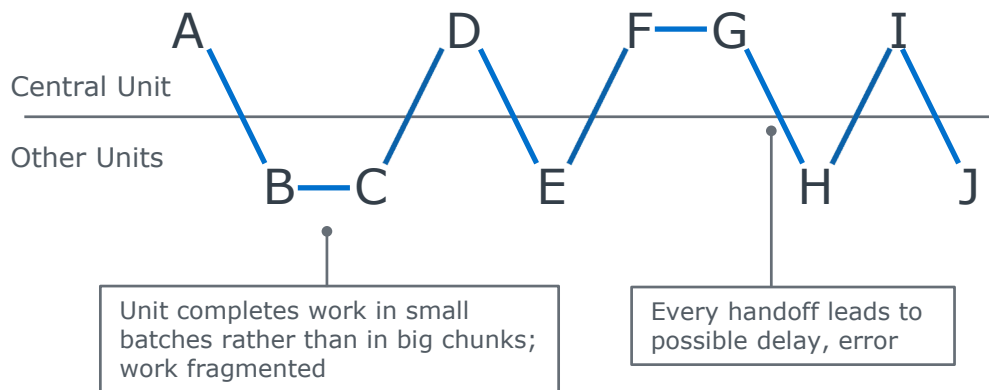 A D F G I
Central Unit
Other Units
B C E H J
Unit completes work in small
batches rather than in big chunks;
work fragmented
Every handoff leads to
possible delay, error